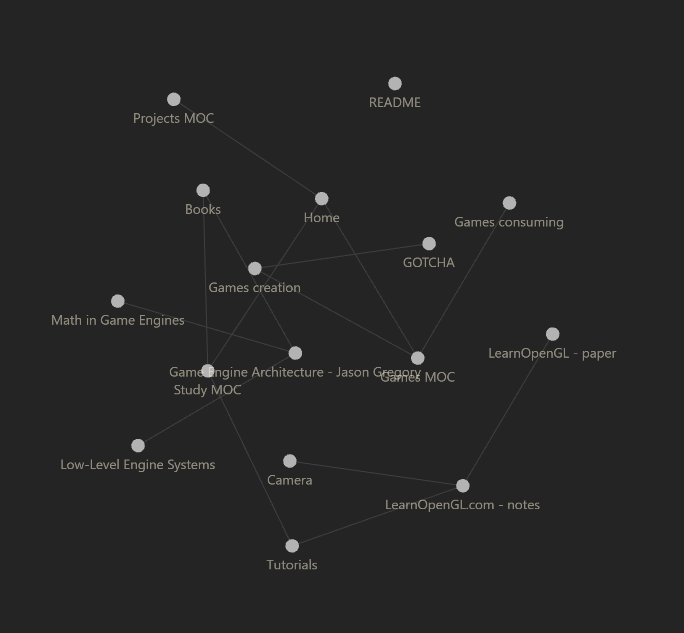 README
Projects MOC
Books
Home
Games consuming
GOTCHA
Games creation
Math in Game Engines
LearnOpenGL - paper
Game Engine Architecture - Jason Gregory
Games MOC
Study MOC
Low-Level Engine Systems
Camera
LearnOpenGL.com - notes
Tutorials